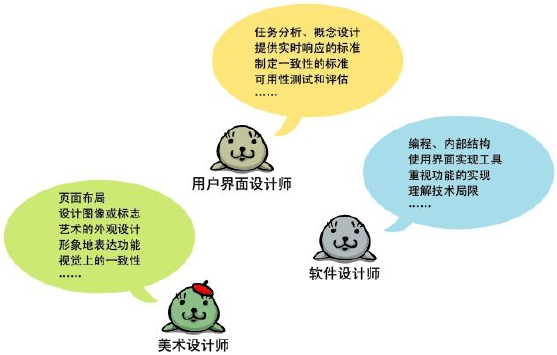 任务分析、概念设计
提供实时响应的标准
制定一致性的标准
可用性测试和评估
……
用户界面设计师
编程、内部结构
使用界面实现工具
重视功能的实现
理解技术局限
……
软件设计师
页面布局
设计图像或标志
艺术的外观设计
形象地表达功能
视觉上的一致性
……
美术设计师